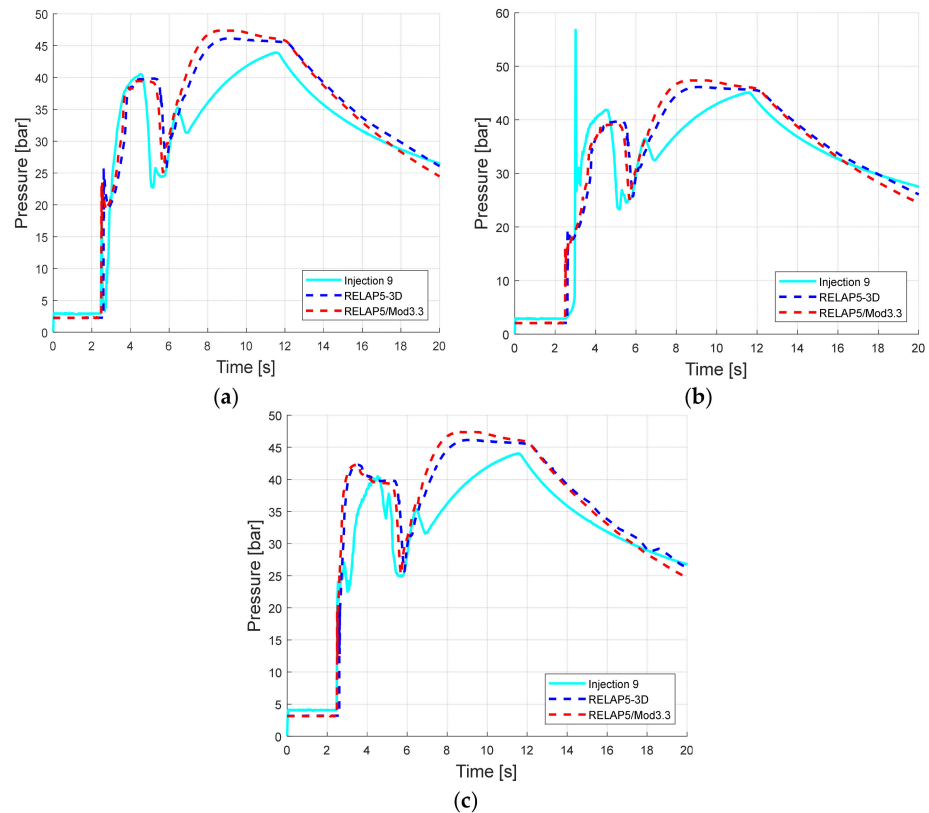 50
45
40
35
30
25
20
15
10
5
0
Pressure [bar]
0 2 4 6 8 10 12 14 16 18 20
Time [s]
Injection 9
RELAP5-3D
RELAP5/Mod3.3
(a)
60
50
40
30
20
10
0
Pressure [bar]
0 2 4 6 8 10 12 14 16 18 20
Time [s]
Injection 9
RELAP5-3D
RELAP5/Mod3.3
(b)
50
45
40
35
30
25
20
15
10
5
0
Pressure [bar]
0 2 4 6 8 10 12 14 16 18 20
Time [s]
Injection 9
RELAP5-3D
RELAP5/Mod3.3
(c)